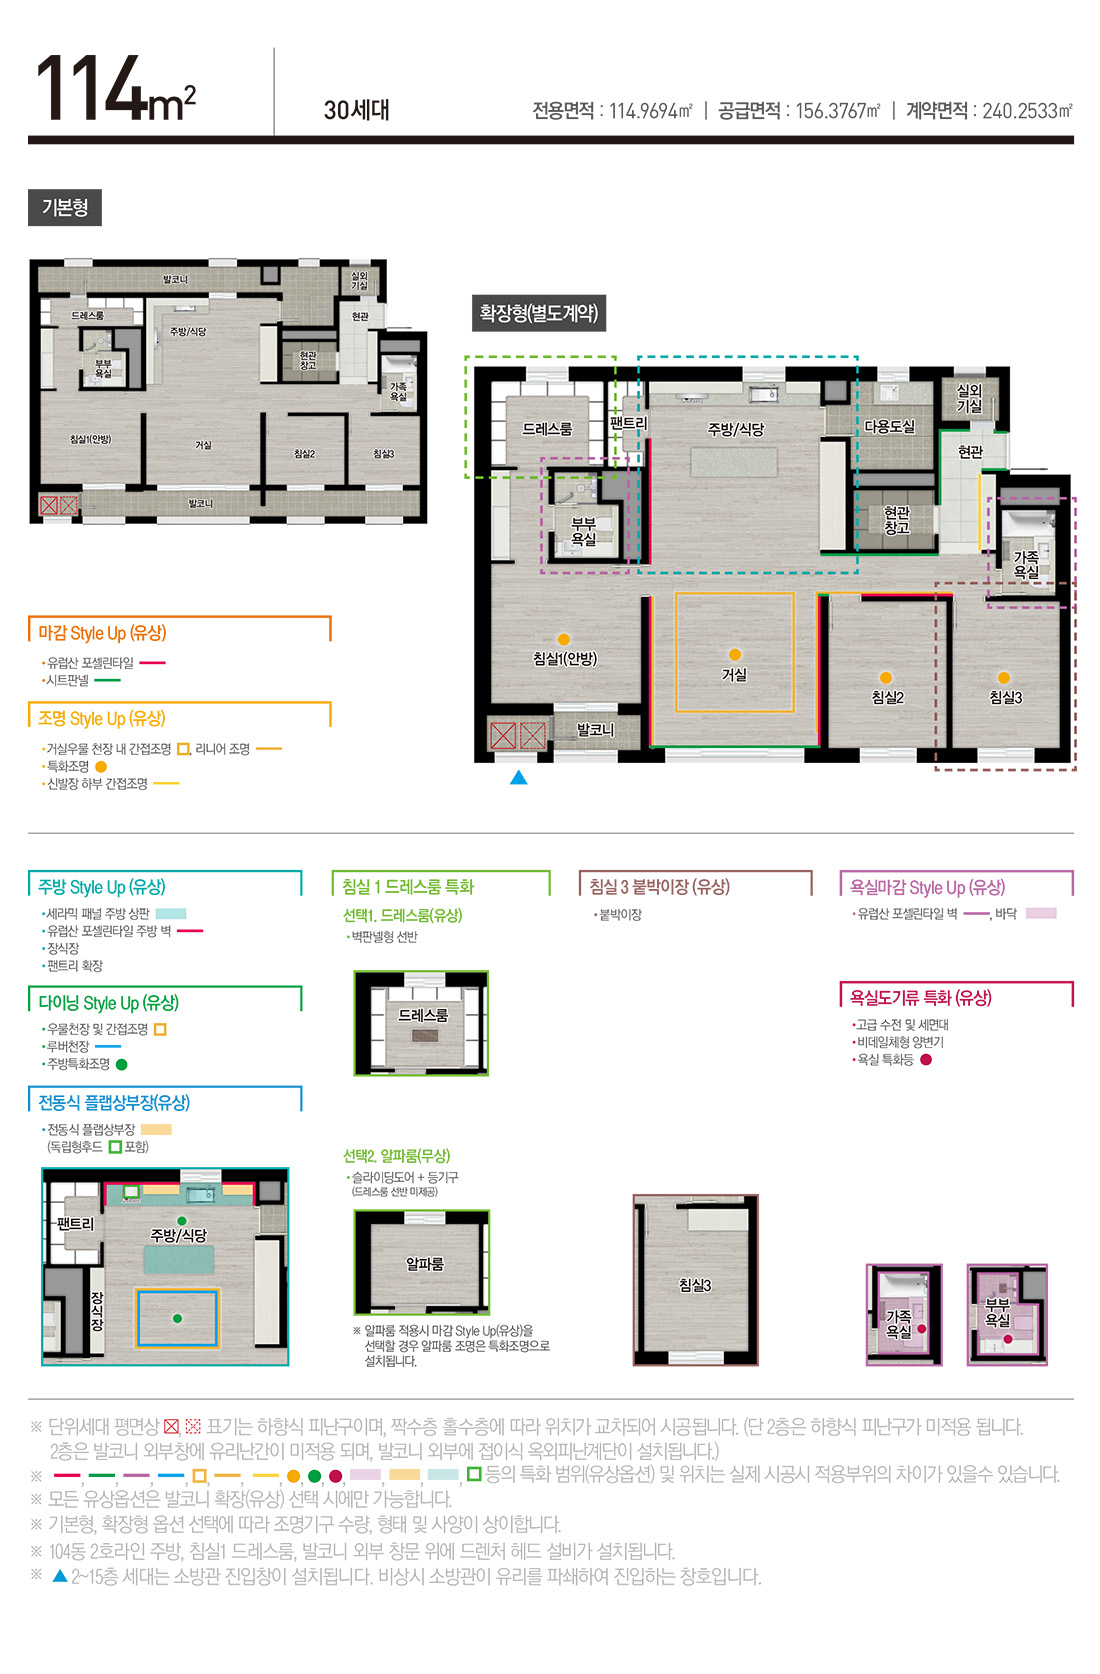 114m²
30세대
전용면적 : 114.9694㎡ | 공급면적 : 156.3767㎡ | 계약면적 : 240.2533㎡
기본형
발코니
실외
기실
드레스룸
주방/식당
현관
부부
욕실
현관
창고
가족
욕실
침실1(안방)
거실
침실2
침실3
발코니
확장형(별도계약)
드레스룸
팬트리
주방/식당
다용도실
실외
기실
현관
부부
욕실
현관
창고
가족
욕실
침실1(안방)
거실
침실2
침실3
발코니
마감 Style Up (유상)
•유럽산 포셀린타일
•시트판넬
조명 Style Up (유상)
•거실우물 천장 내 간접조명 , 리니어 조명
•특화조명
•신발장 하부 간접조명
주방 Style Up (유상)
•세라믹 패널 주방 상판
•유럽산 포셀린타일 주방 벽
•장식장
•팬트리 확장
다이닝 Style Up (유상)
•우물천장 및 간접조명
•루버천장
•주방특화조명
전동식 플랩상부장(유상)
•전동식 플랩상부장
(독립형후드 포함)
팬트리
주방/식당
장식장
침실 1 드레스룸 특화
선택1. 드레스룸(유상)
•벽판넬형 선반
드레스룸
선택2. 알파룸(무상)
•슬라이딩도어 + 등기구
(드레스룸 선반 미제공)
알파룸
※ 알파룸 적용시 마감 Style Up(유상)을
선택할 경우 알파룸 조명은 특화조명으로
설치됩니다.
침실 3 붙박이장 (유상)
•붙박이장
침실3
욕실마감 Style Up (유상)
•유럽산 포셀린타일 벽 , 바닥
욕실도기류 특화 (유상)
•고급 수전 및 세면대
•비데일체형 양변기
•욕실 특화등
가족
욕실
부부
욕실
※ 단위세대 평면상 , 표기는 하향식 피난구이며, 짝수층 홀수층에 따라 위치가 교차되어 시공됩니다. (단 2층은 하향식 피난구가 미적용 됩니다.
2층은 발코니 외부창에 유리난간이 미적용 되며, 발코니 외부에 접이식 옥외피난계단이 설치됩니다.)
※ , , , , , , , , , , , , , 등의 특화 범위(유상옵션) 및 위치는 실제 시공시 적용부위의 차이가 있을수 있습니다.
※ 모든 유상옵션은 발코니 확장(유상) 선택 시에만 가능합니다.
※ 기본형, 확장형 옵션 선택에 따라 조명기구 수량, 형태 및 사양이 상이합니다.
※ 104동 2호라인 주방, 침실1 드레스룸, 발코니 외부 창문 위에 드렌처 헤드 설비가 설치됩니다.
※ ▲2~15층 세대는 소방관 진입창이 설치됩니다. 비상시 소방관이 유리를 파쇄하여 진입하는 창호입니다.